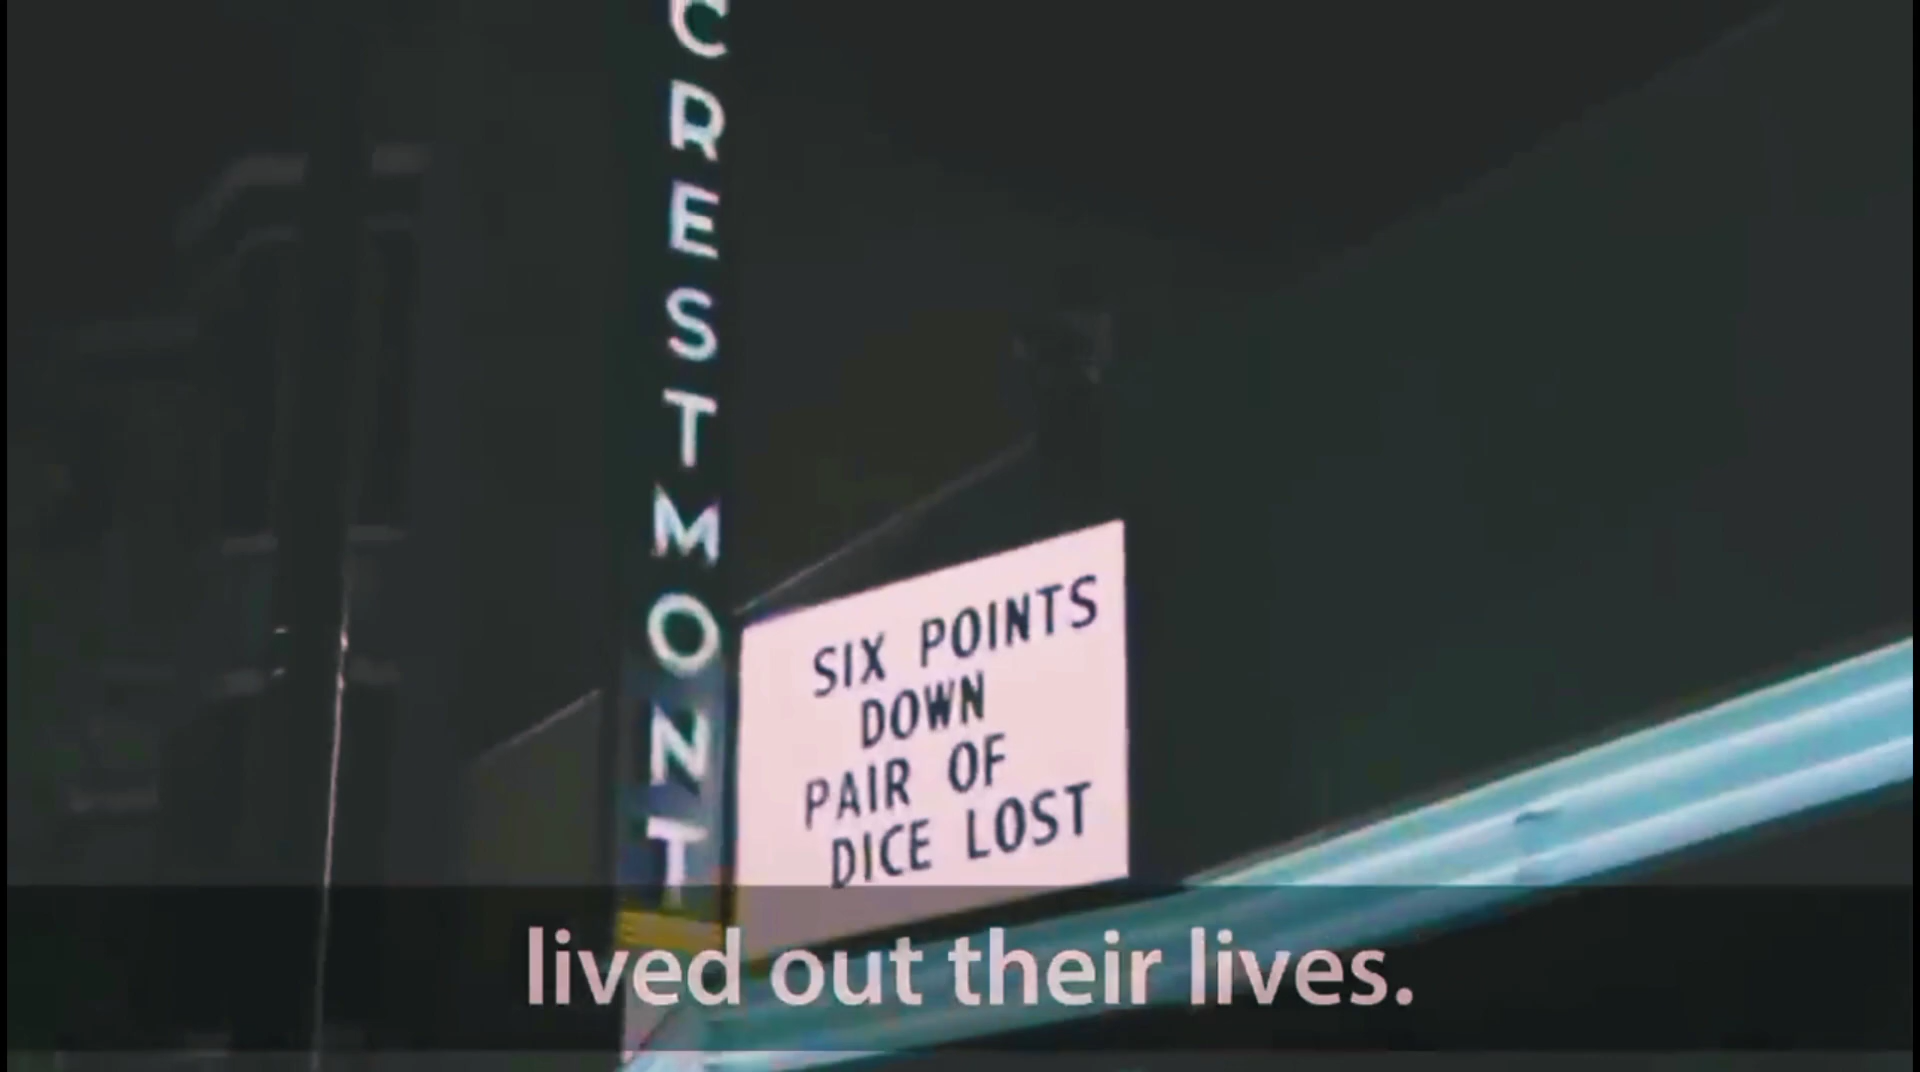 CRESTMONT
SIX POINTS
DOWN
PAIR OF
DICE LOST
lived out their lives.